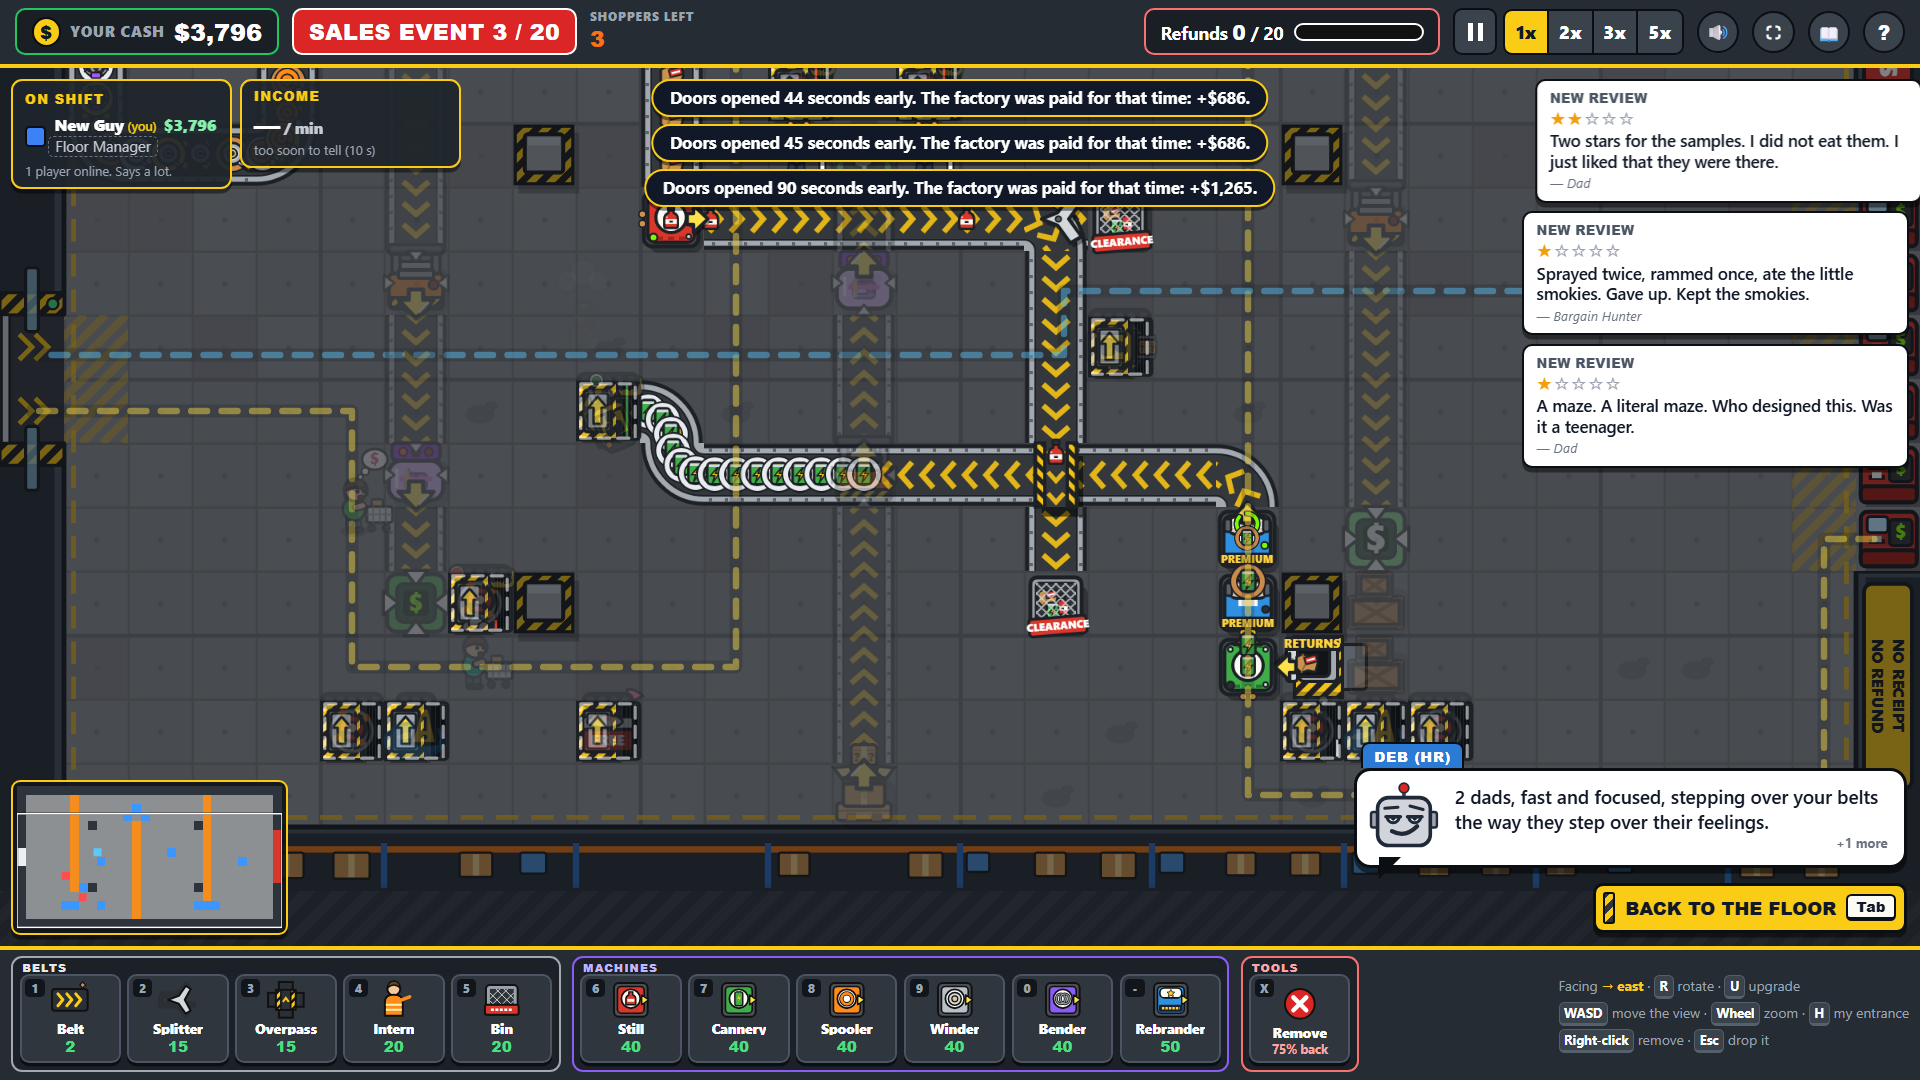 YOUR CASH $3,796
SALES EVENT 3 / 20
SHOPPERS LEFT
3
Refunds 0 / 20
1x
2x
3x
5x
?
ON SHIFT
New Guy (you) $3,796
Floor Manager
1 player online. Says a lot.
INCOME
— / min
too soon to tell (10 s)
Doors opened 44 seconds early. The factory was paid for that time: +$686.
Doors opened 45 seconds early. The factory was paid for that time: +$686.
Doors opened 90 seconds early. The factory was paid for that time: +$1,265.
NEW REVIEW
Two stars for the samples. I did not eat them. I
just liked that they were there.
— Dad
NEW REVIEW
Sprayed twice, rammed once, ate the little
smokies. Gave up. Kept the smokies.
— Bargain Hunter
NEW REVIEW
A maze. A literal maze. Who designed this. Was
it a teenager.
— Dad
CLEARANCE
CLEARANCE
PREMIUM
PREMIUM
RETURNS
NO RECEIPT
NO REFUND
DEB (HR)
2 dads, fast and focused, stepping over your belts
the way they step over their feelings.
+1 more
BACK TO THE FLOOR Tab
BELTS
1
Belt
2
2
Splitter
15
3
Overpass
15
4
Intern
20
5
Bin
20
MACHINES
6
Still
40
7
Cannery
40
8
Spooler
40
9
Winder
40
0
Bender
40
-
Rebrander
50
TOOLS
X
Remove
75% back
Facing → east · R rotate · U upgrade
WASD move the view · Wheel zoom · H my entrance
Right-click remove · Esc drop it